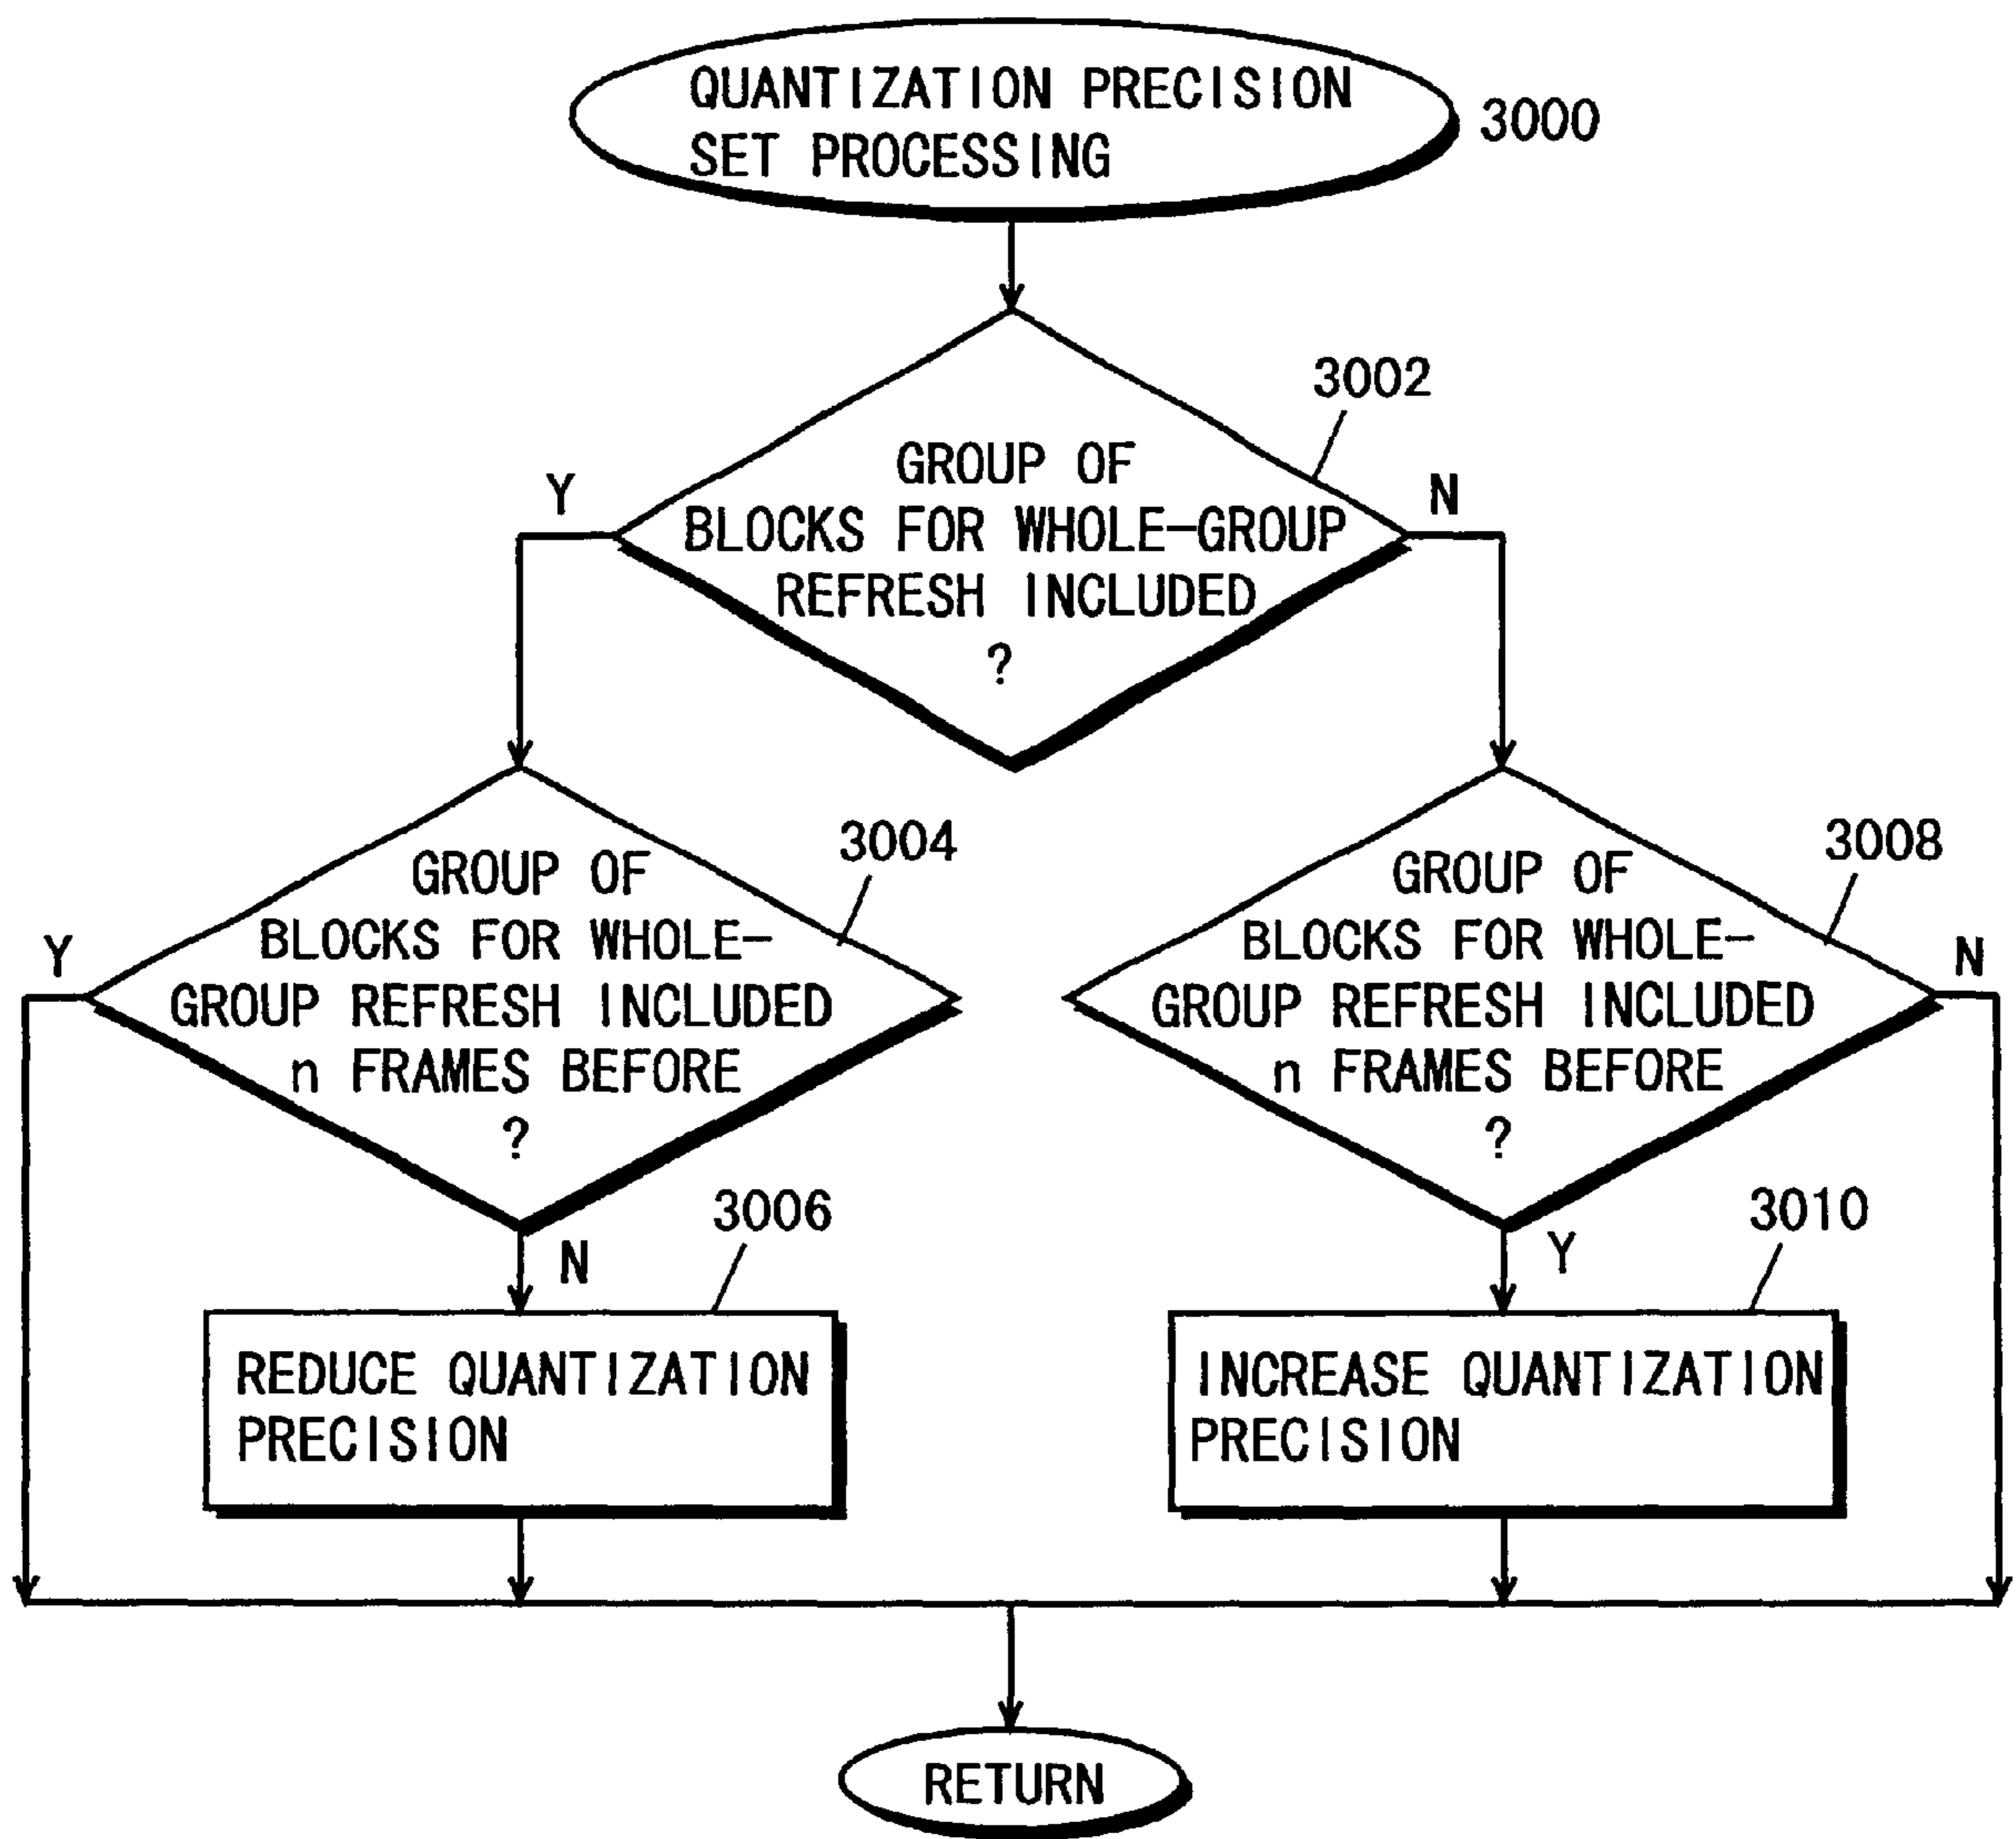 QUANTIZATION PRECISION
SET PROCESSING
3000
3002
GROUP OF
BLOCKS FOR WHOLE-GROUP
REFRESH INCLUDED
?
Y
N
3004
GROUP OF
BLOCKS FOR WHOLE-
GROUP REFRESH INCLUDED
n FRAMES BEFORE
?
Y
N
3008
GROUP OF
BLOCKS FOR WHOLE-
GROUP REFRESH INCLUDED
n FRAMES BEFORE
?
N
Y
3006
REDUCE QUANTIZATION
PRECISION
3010
INCREASE QUANTIZATION
PRECISION
RETURN